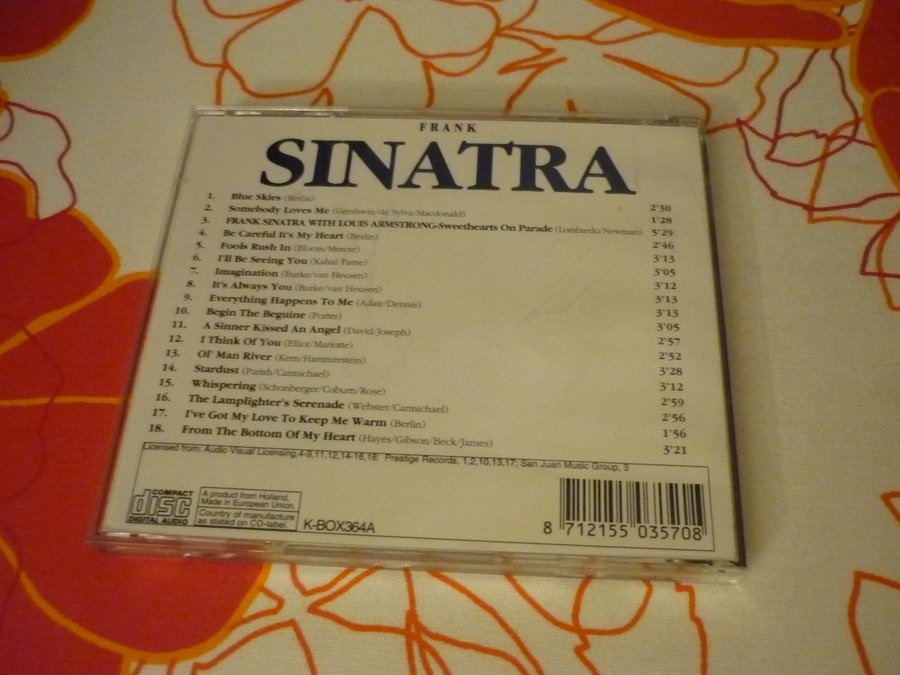 FRANK
SINATRA
1. Blue Skies (Berlin) 2'30
2. Somebody Loves Me (Gershwin/de Sylva/Macdonald) 1'28
3. FRANK SINATRA WITH LOUIS ARMSTRONG-Sweethearts On Parade (Lombardo/Newman) 5'29
4. Be Careful It's My Heart (Berlin) 2'46
5. Fools Rush In (Bloom/Mercer) 3'13
6. I'll Be Seeing You (Kahal/Fame) 3'05
7. Imagination (Burke/van Heusen) 3'12
8. It's Always You (Burke/van Heusen) 3'13
9. Everything Happens To Me (Adair/Dennis) 3'13
10. Begin The Beguine (Porter) 3'05
11. A Sinner Kissed An Angel (David/Joseph) 2'57
12. I Think Of You (Elliot/Mariotte) 2'52
13. Ol' Man River (Kern/Hammerstein) 3'28
14. Stardust (Parish/Carmichael) 3'12
15. Whispering (Schonberger/Coburn/Rose) 2'59
16. The Lamplighter's Serenade (Webster/Carmichael) 2'56
17. I've Got My Love To Keep Me Warm (Berlin) 1'56
18. From The Bottom Of My Heart (Hayes/Gibson/Beck/James) 3'21
Licensed from: Audio Visual Licensing,4-9,11,12,14-16,18; Prestige Records, 1,2,10,13,17; San Juan Music Group, 3
COMPACT
disc
DIGITAL AUDIO
A product from Holland,
Made in European Union.
Country of manufacture
as stated on CD-label.
K-BOX364A
8 712155 035708